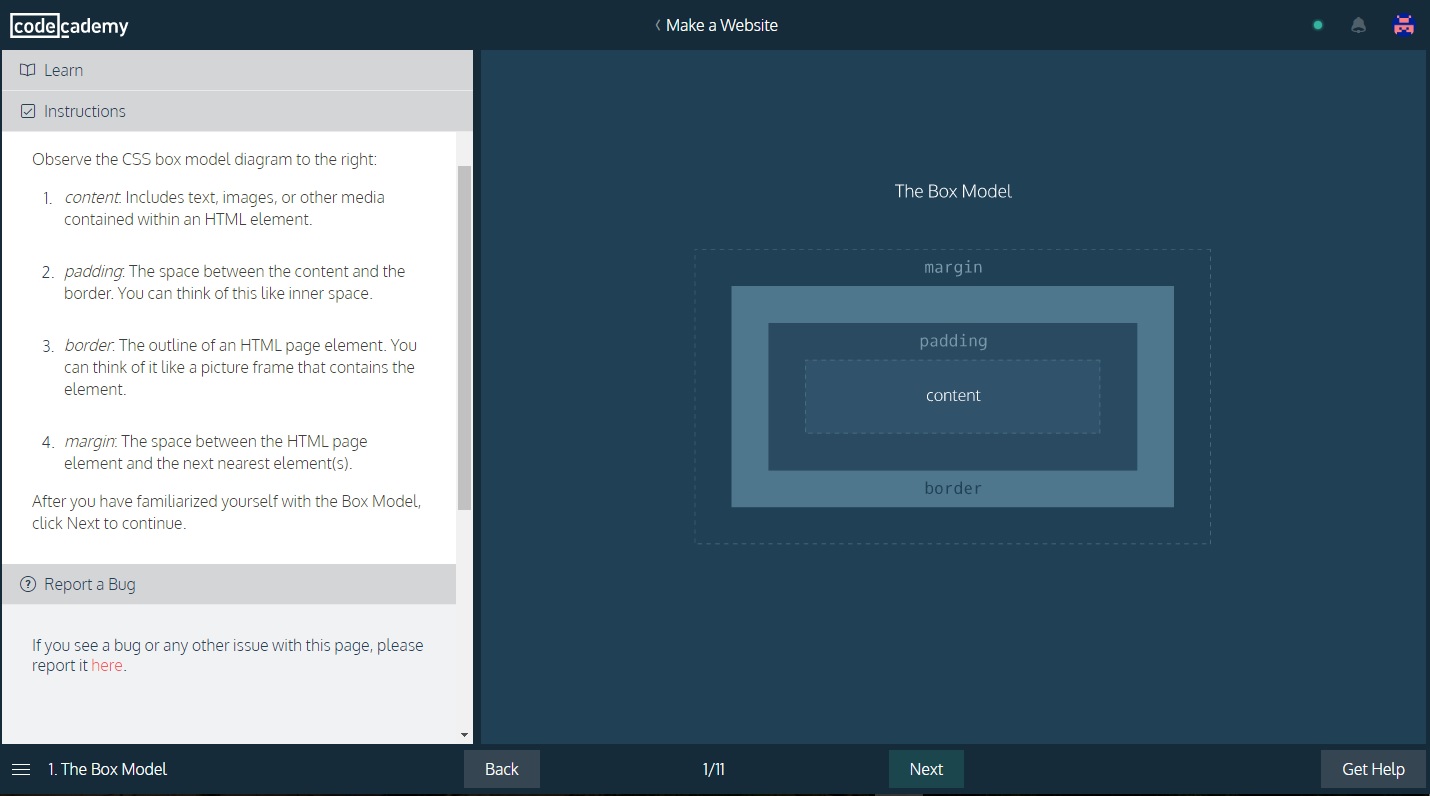 codecademy
Make a Website
Learn
Instructions
Observe the CSS box model diagram to the right:
1. content: Includes text, images, or other media
contained within an HTML element.
2. padding: The space between the content and the
border. You can think of this like inner space.
3. border: The outline of an HTML page element. You
can think of it like a picture frame that contains the
element.
4. margin: The space between the HTML page
element and the next nearest element(s).
After you have familiarized yourself with the Box Model,
click Next to continue.
Report a Bug
If you see a bug or any other issue with this page, please
report it here.
The Box Model
margin
padding
content
border
1. The Box Model
Back
1/11
Next
Get Help